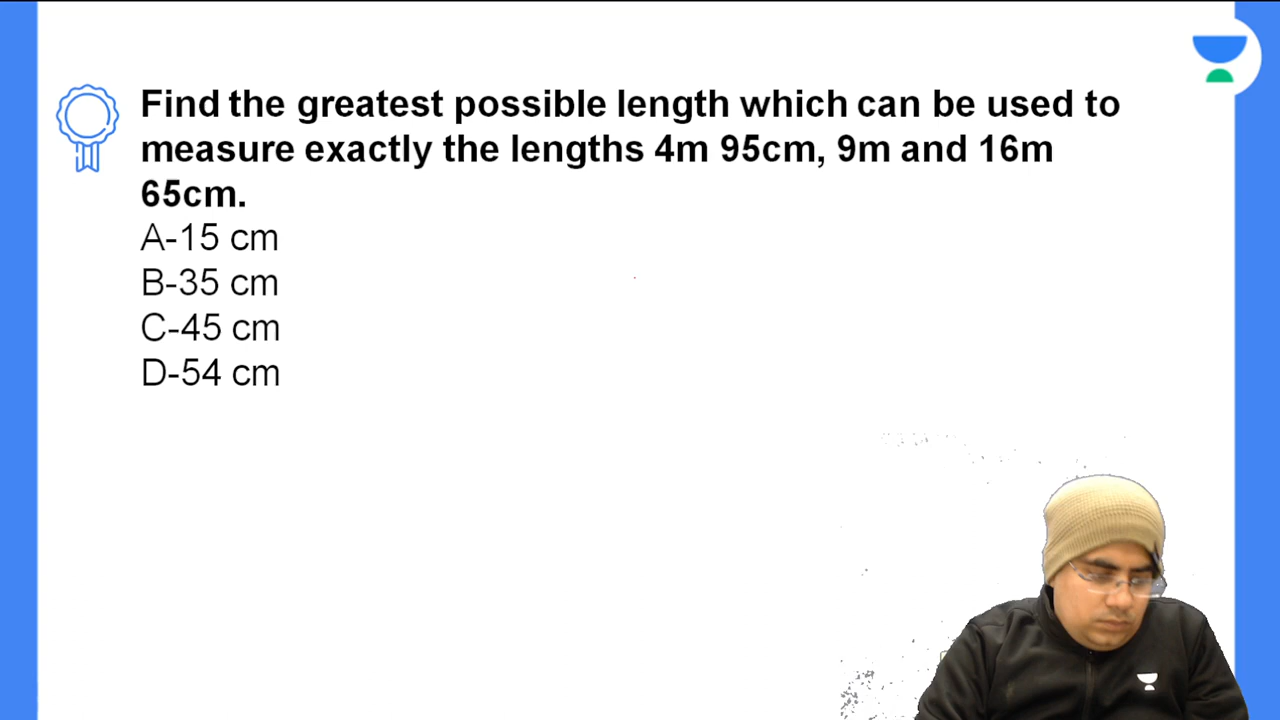 Find the greatest possible length which can be used to
measure exactly the lengths 4m 95cm, 9m and 16m
65cm.
A-15 cm
B-35 cm
C-45 cm
D-54 cm